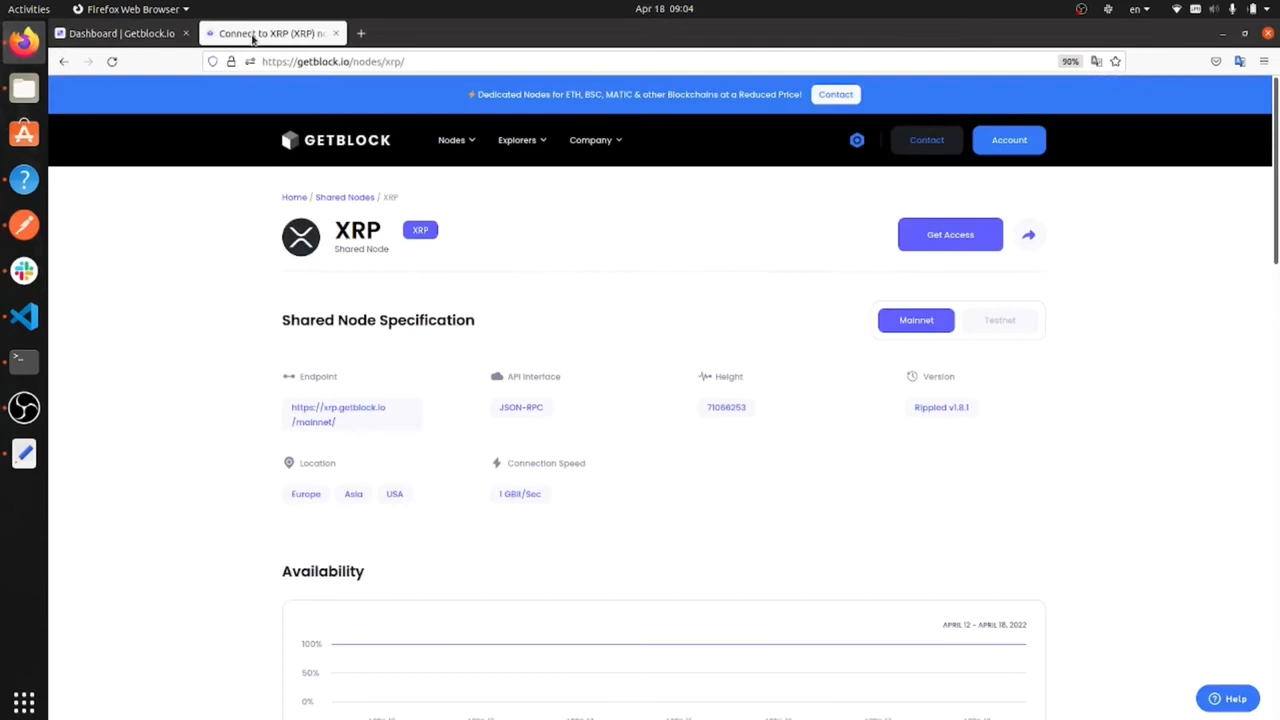 Activities
Firefox Web Browser
Apr 18 09:04
en
Dashboard | Getblock.io
Connect to XRP (XRP) no
https://getblock.io/nodes/xrp/
90%
⚡Dedicated Nodes for ETH, BSC, MATIC & other Blockchains at a Reduced Price!
Contact
GETBLOCK
Nodes
Explorers
Company
Contact
Account
Home / Shared Nodes / XRP
XRP
XRP
Shared Node
Get Access
Shared Node Specification
Mainnet
Testnet
Endpoint
API Interface
Height
Version
https://xrp.getblock.io
/mainnet/
JSON-RPC
71066253
Rippled v1.8.1
Location
Connection Speed
Europe
Asia
USA
1 GBit/Sec
Availability
APRIL 12 - APRIL 18, 2022
100%
50%
0%
Help